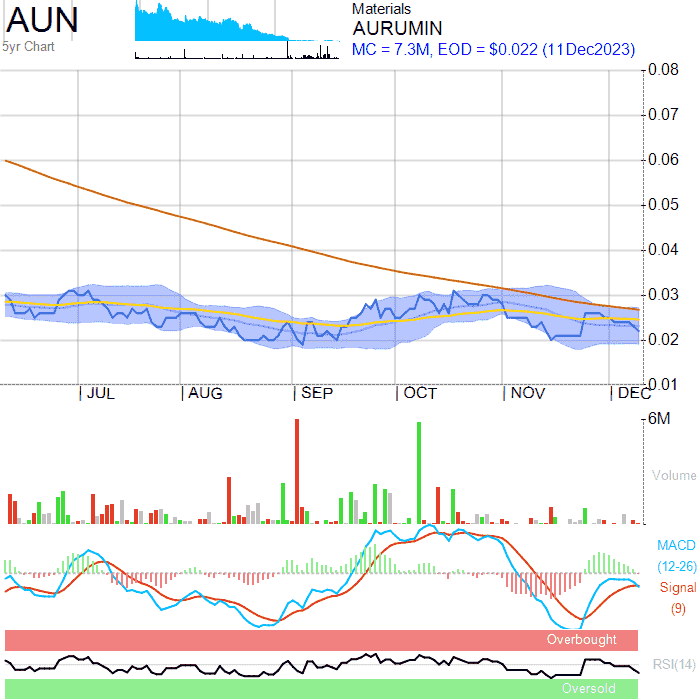 AUN
5yr Chart
Materials
AURUMIN
MC = 7.3M, EOD = $0.022 (11Dec2023)
0.08
0.07
0.06
0.05
0.04
0.03
0.02
0.01
JUL AUG SEP OCT NOV DEC
6M
Volume
MACD
(12-26)
Signal
(9)
Overbought
RSI(14)
Oversold